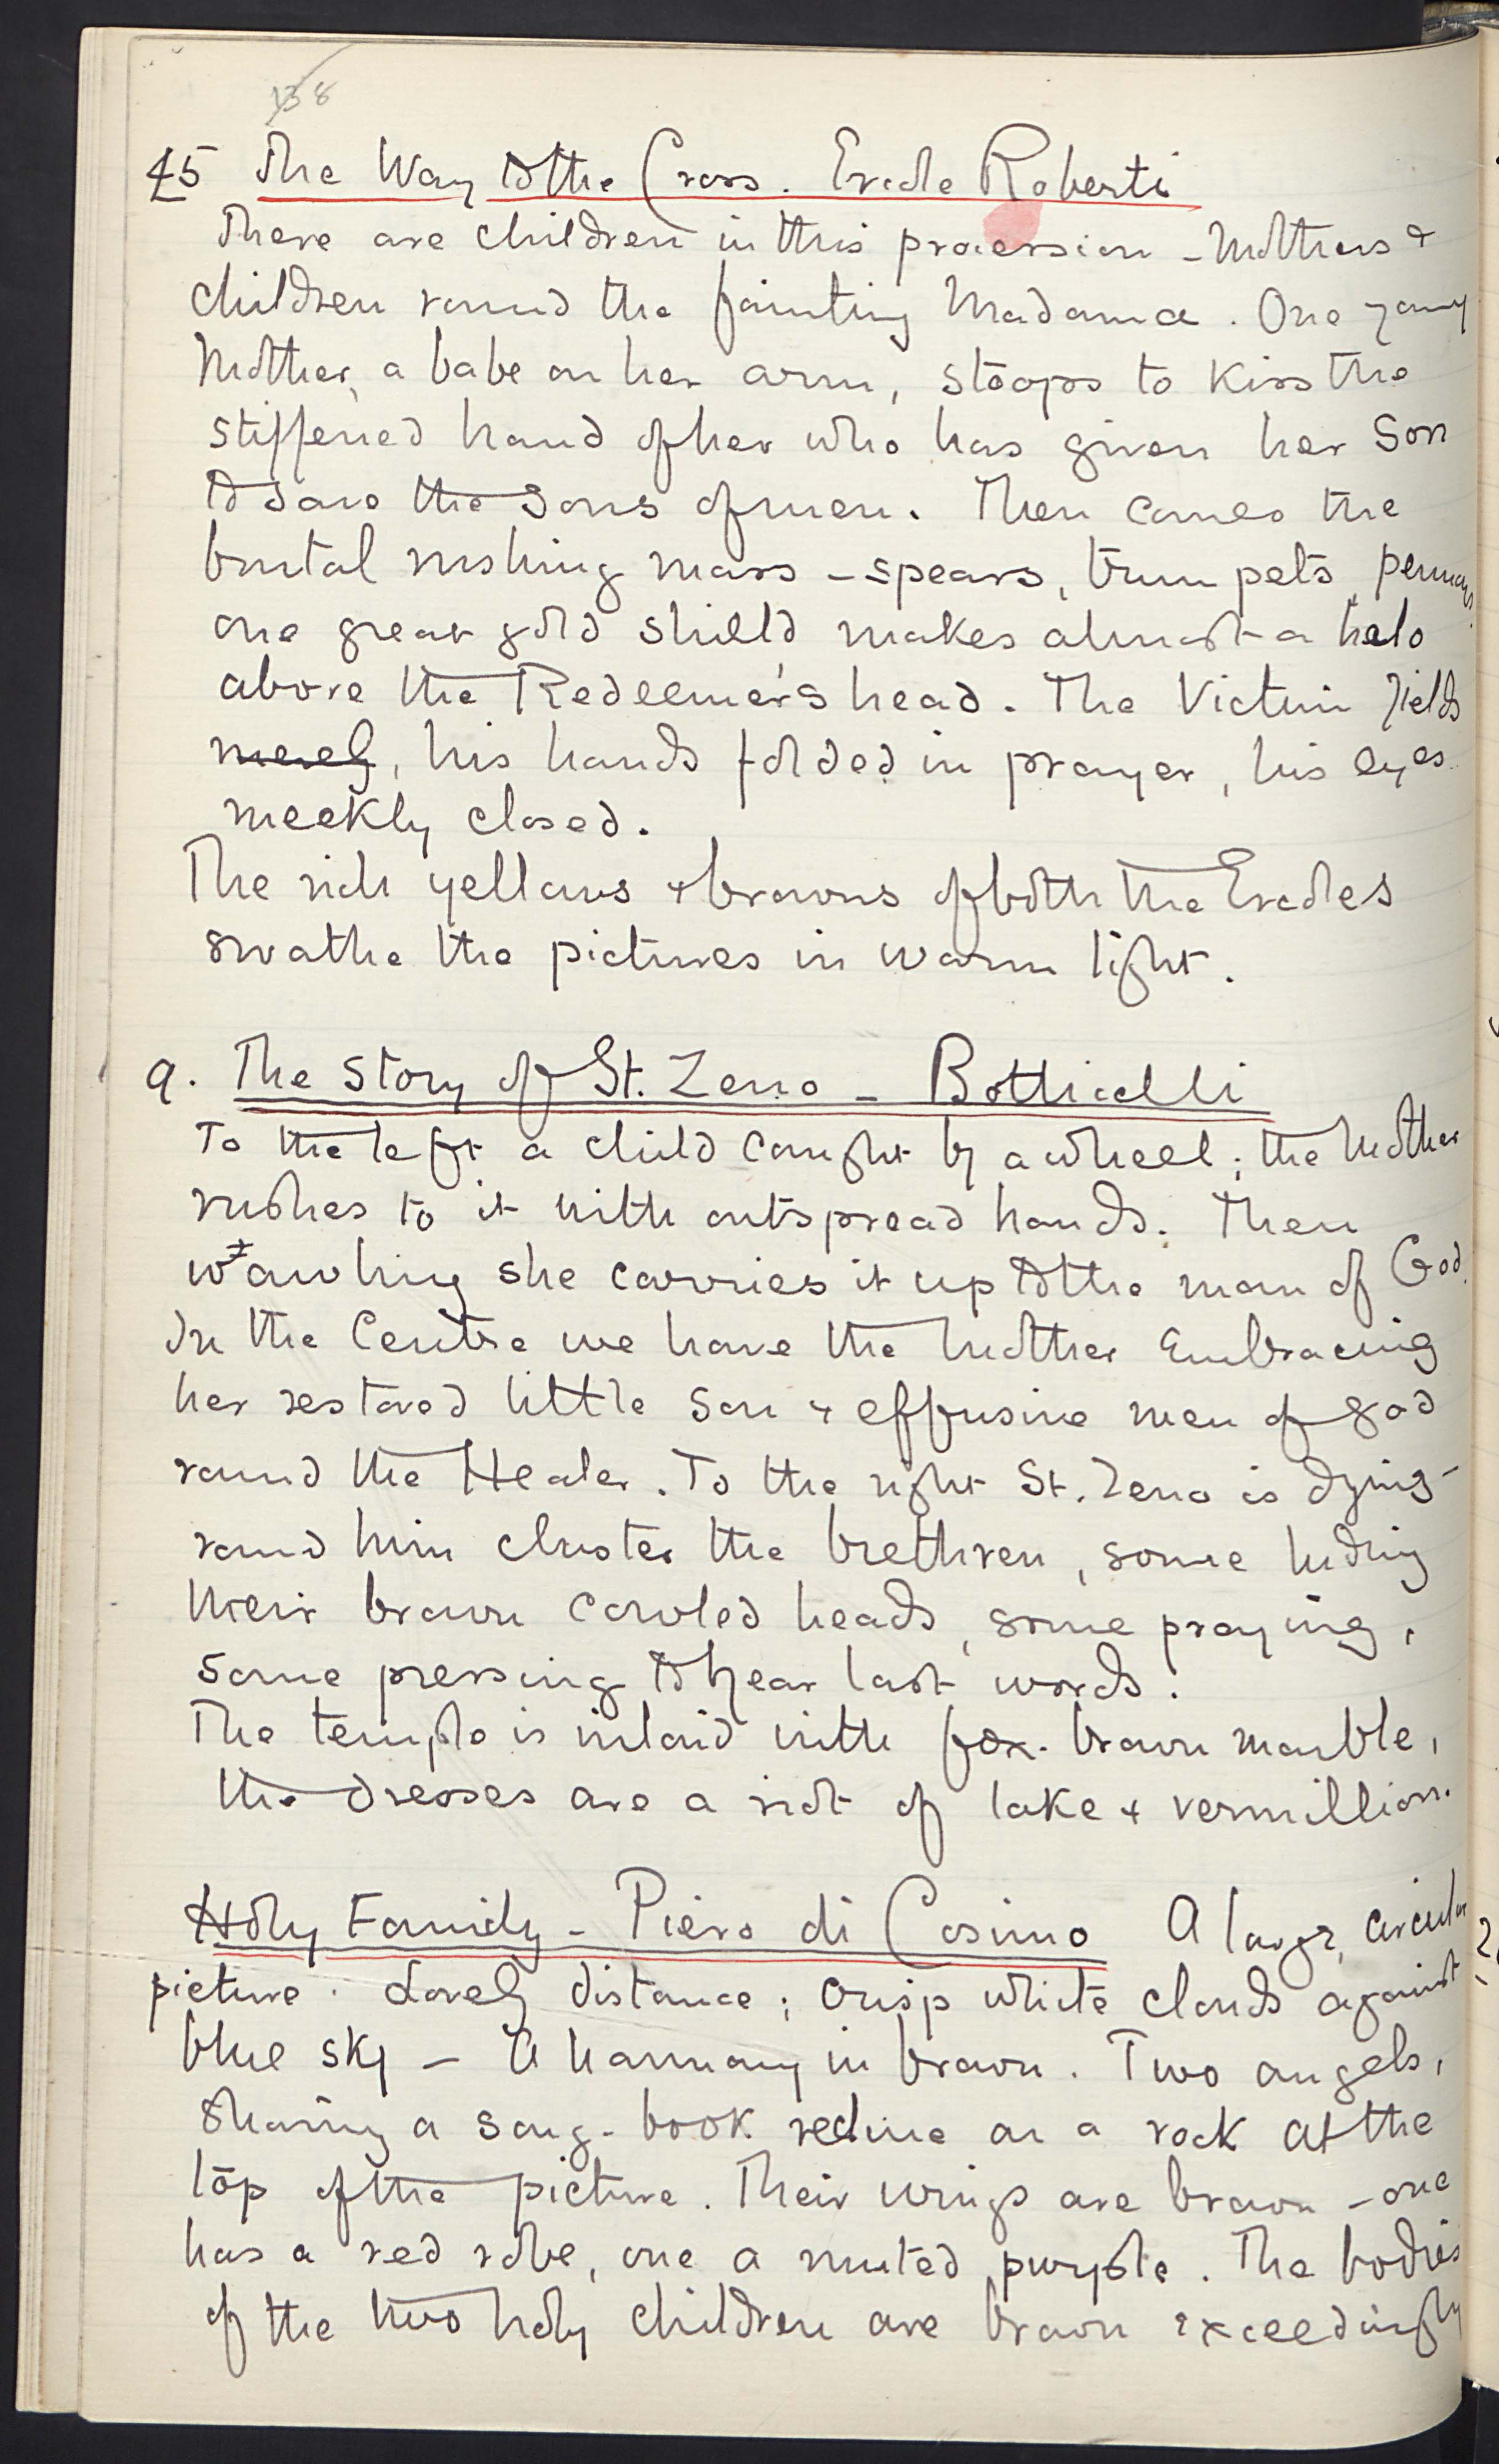 138
45 The Way to the Cross. Ercole Roberti
There are children in this procession - Mothers &
children round the fainting Madonna. One young
Mother, a babe on her arm, stoops to kiss the
stiffened hand of her who has given her Son
to save the sons of men. Then comes the
brutal rushing mass - spears, trumpets,
one great gold shield makes almost a halo
above the Redeemer's head. The Victim yields
merely, his hands folded in prayer, his eyes
meekly closed.
The rich yellows & browns of both the Ercoles
swathe the pictures in warm light.
9. The Story of St. Zeno - Botticelli
To the left a child caught by a wheel; the Mother
rushes to it with outspread hands. Then
she carries it up to the man of God.
In the Centre we have the Mother Embracing
her restored little son & effusive men of god
round the Healer. To the right St. Zeno is dying -
round him cluster the brethren, some hiding
their brown cowled heads, some praying,
some pressing to hear last words.
The temple is inlaid with fox-brown marble,
the dresses are a riot of lake & vermillion.
Holy Family - Piero di Cosimo A large, circular
picture. Lovely distance; crisp white clouds against
blue sky - A harmony in brown. Two angels,
sharing a song-book recline on a rock at the
top of the picture. Their wings are brown - one
has a red robe, one a muted purple. The bodies
of the two holy children are brown exceedingly